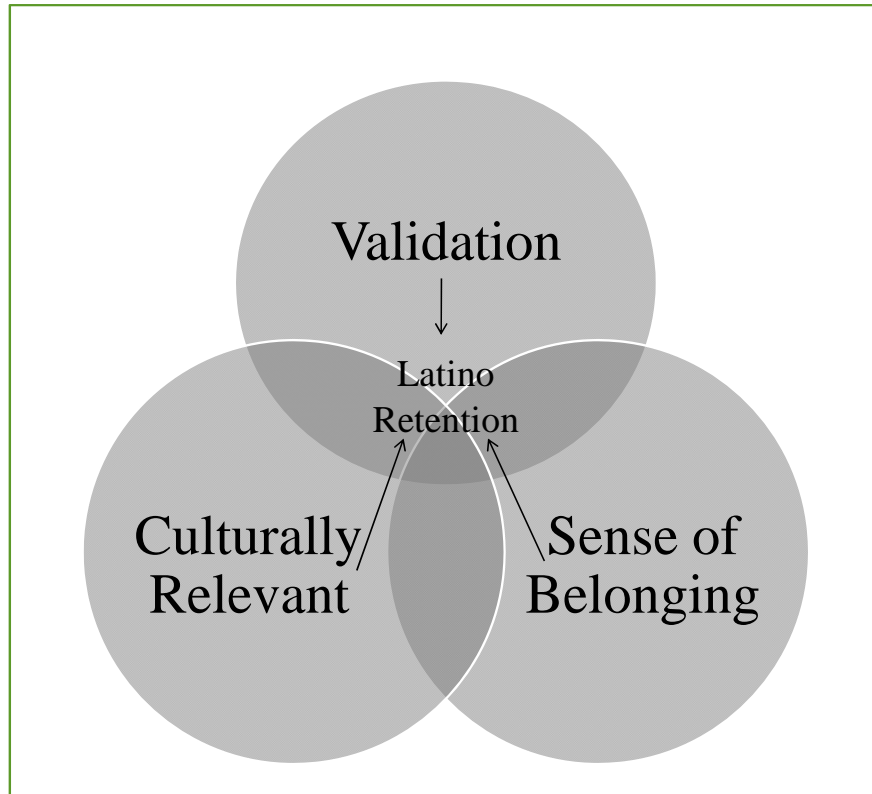 Validation
Latino
Retention
Culturally
Relevant
Sense of
Belonging